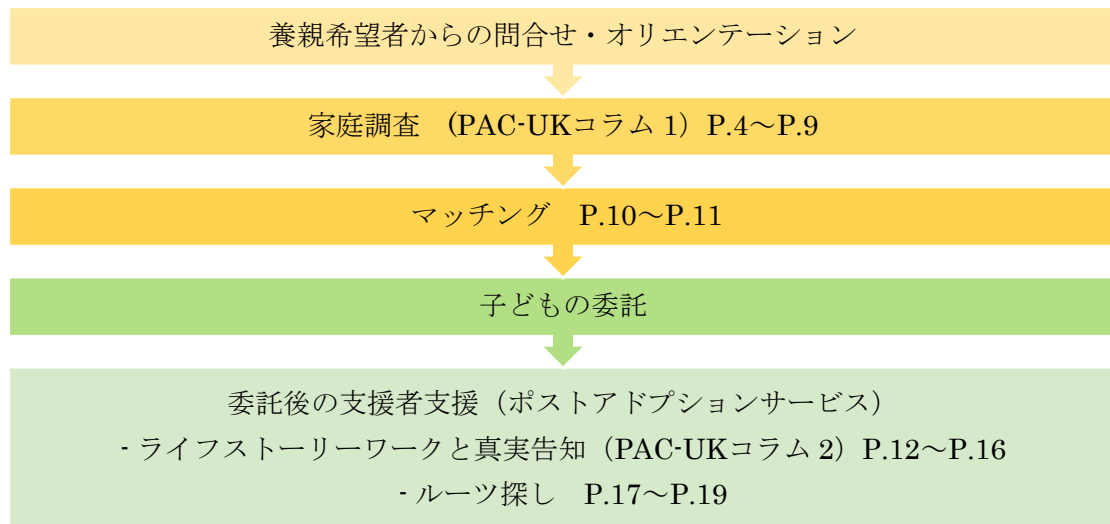 養親希望者からの問合せ・オリエンテーション
家庭調査　(PAC-UKコラム 1）P.4～P.9
マッチング　P.10～P.11
子どもの委託
委託後の支援者支援（ポストアドプションサービス）
- ライフストーリーワークと真実告知（PAC-UKコラム 2）P.12～P.16
- ルーツ探し　P.17～P.19